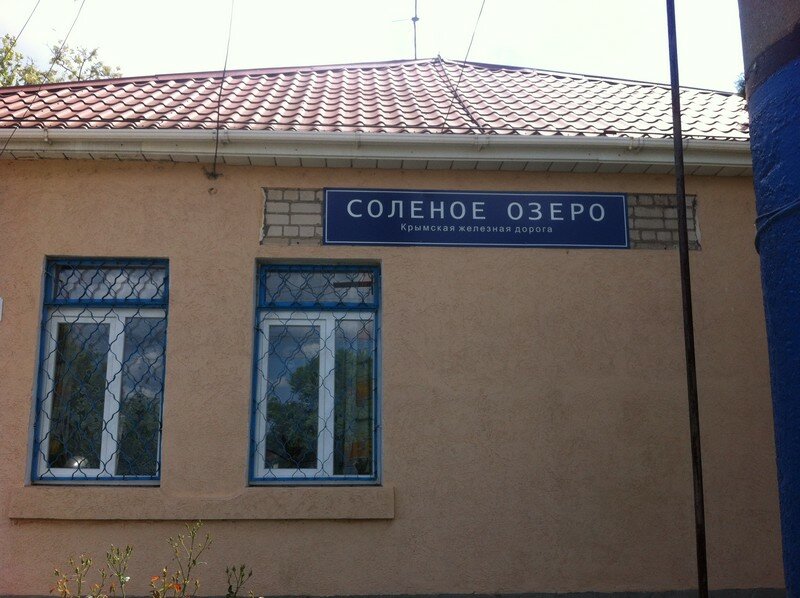 СОЛЕНОЕ ОЗЕРО
Крымская железная дорога